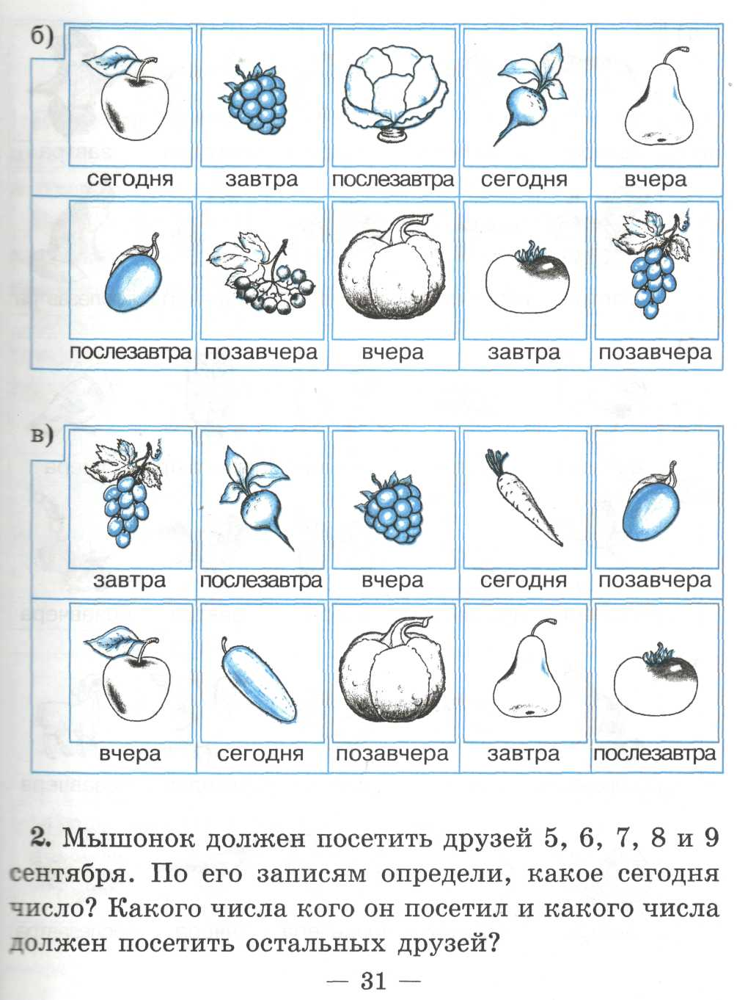 б)
сегодня завтра послезавтра сегодня вчера
послезавтра позавчера вчера завтра позавчера
в)
завтра послезавтра вчера сегодня позавчера
вчера сегодня позавчера завтра послезавтра
2. Мышонок должен посетить друзей 5, 6, 7, 8 и 9
сентября. По его записям определи, какое сегодня
число? Какого числа кого он посетил и какого числа
должен посетить остальных друзей?
— 31 —